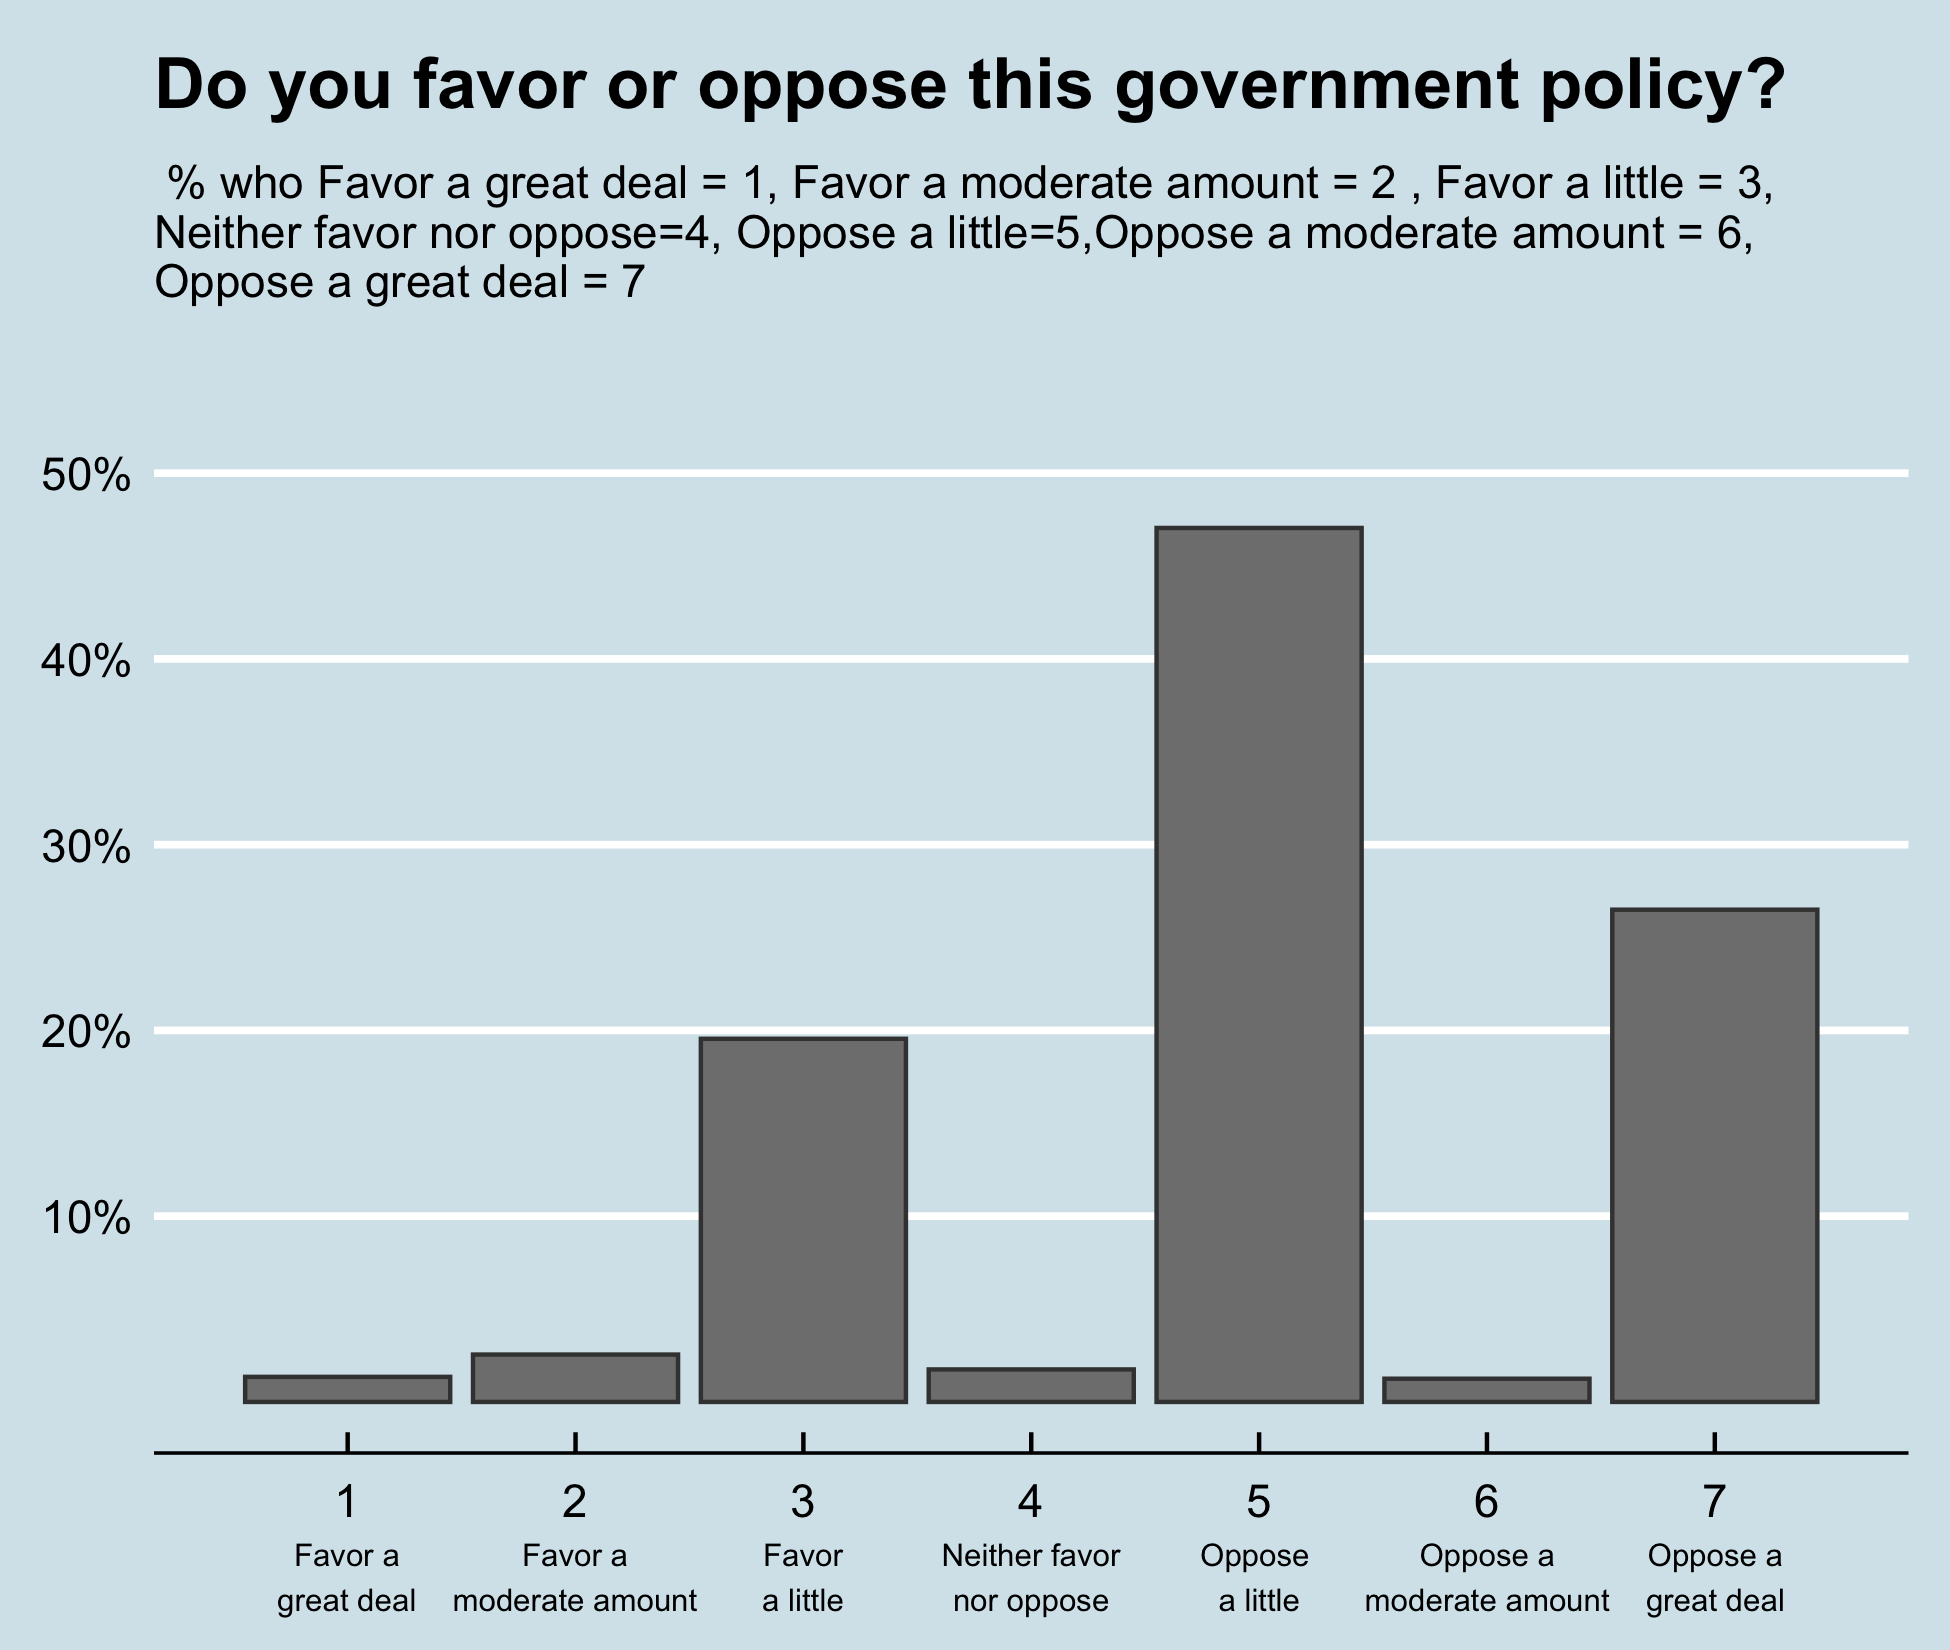 Do you favor or oppose this government policy?
% who Favor a great deal = 1, Favor a moderate amount = 2 , Favor a little = 3,
Neither favor nor oppose=4, Oppose a little=5,Oppose a moderate amount = 6,
Oppose a great deal = 7
50%
40%
30%
20%
10%
1 2 3 4 5 6 7
Favor a Favor a Favor Neither favor Oppose Oppose a Oppose a
great deal moderate amount a little nor oppose a little moderate amount great deal